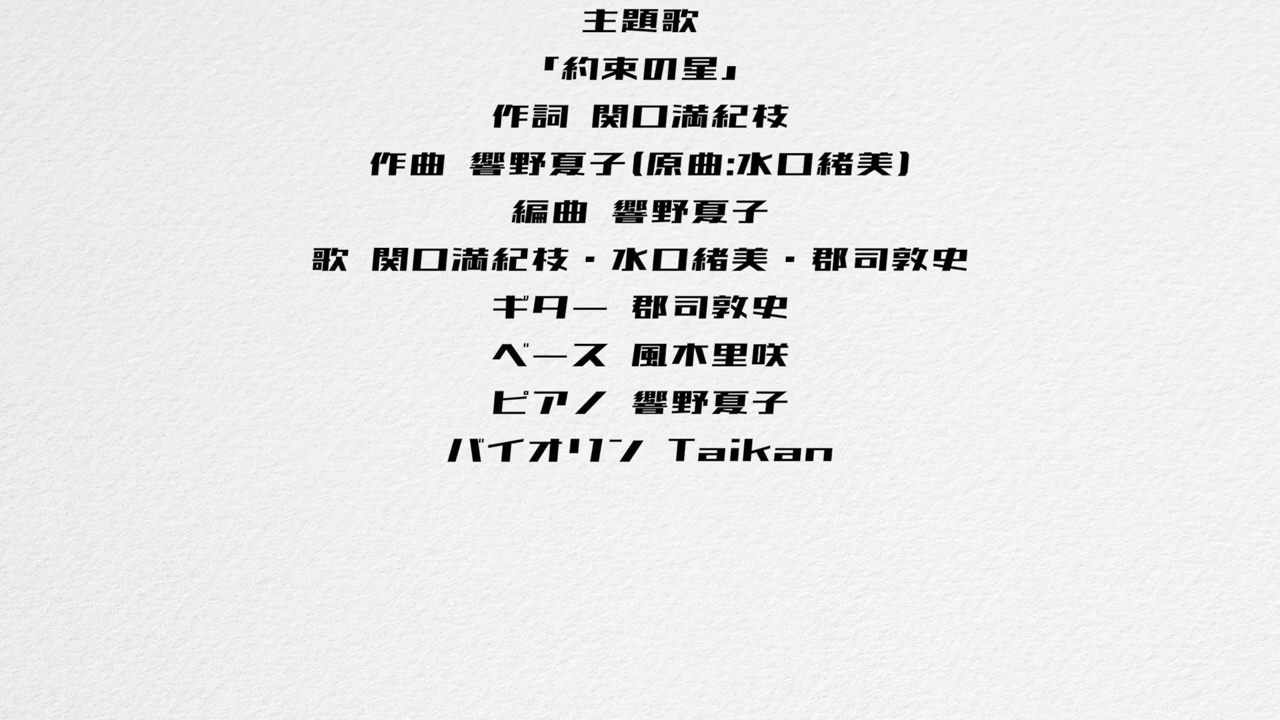 主題歌
「約束の星」
作詞 関口満紀枝
作曲 響野夏子(原曲:水口緒美)
編曲 響野夏子
歌 関口満紀枝・水口緒美・郡司敦史
ギター 郡司敦史
ベース 風木里咲
ピアノ 響野夏子
バイオリン Taikan